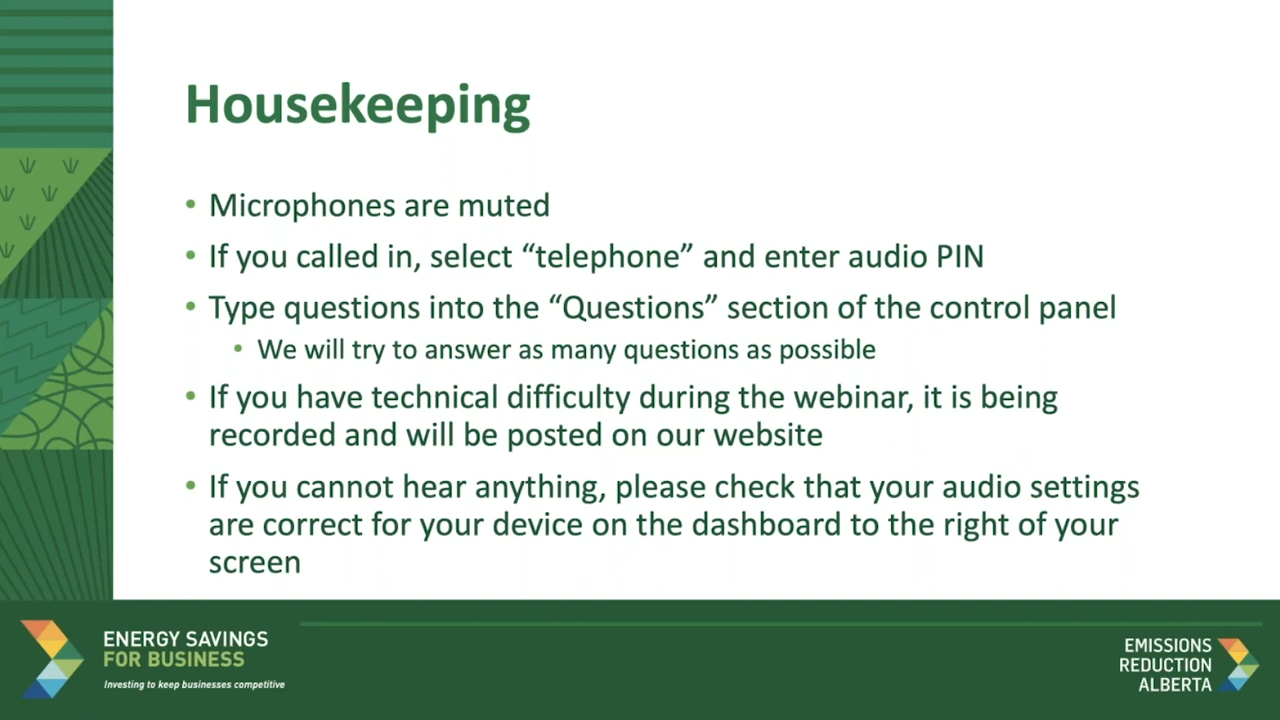 Housekeeping
• Microphones are muted
• If you called in, select “telephone” and enter audio PIN
• Type questions into the “Questions” section of the control panel
• We will try to answer as many questions as possible
• If you have technical difficulty during the webinar, it is being
recorded and will be posted on our website
• If you cannot hear anything, please check that your audio settings
are correct for your device on the dashboard to the right of your
screen
ENERGY SAVINGS
FOR BUSINESS
Investing to keep businesses competitive
EMISSIONS
REDUCTION
ALBERTA